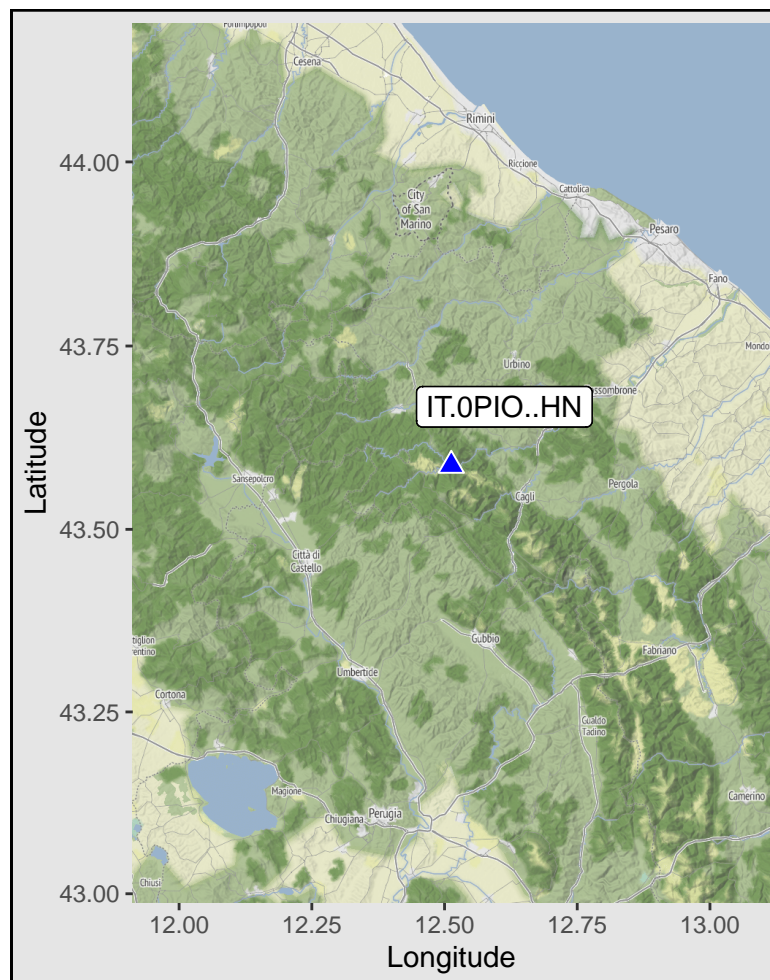 Cesena
Rimini
Riccione
44.00
Cattolica
City
of San
Marino
Pesaro
Fano
43.75
Mondo
Urbino
IT.0PIO..HN
ssombrone
Latitude
Sansepolcro
Cagli
Pergola
43.50
Città di
Castello
Gubbio
Fabriano
Umbertide
43.25
Cortona
Gualdo
Tadino
Magione
Camerino
Chiugiana
Perugia
Chiusi
43.00
12.00
12.25
12.50
12.75
13.00
Longitude